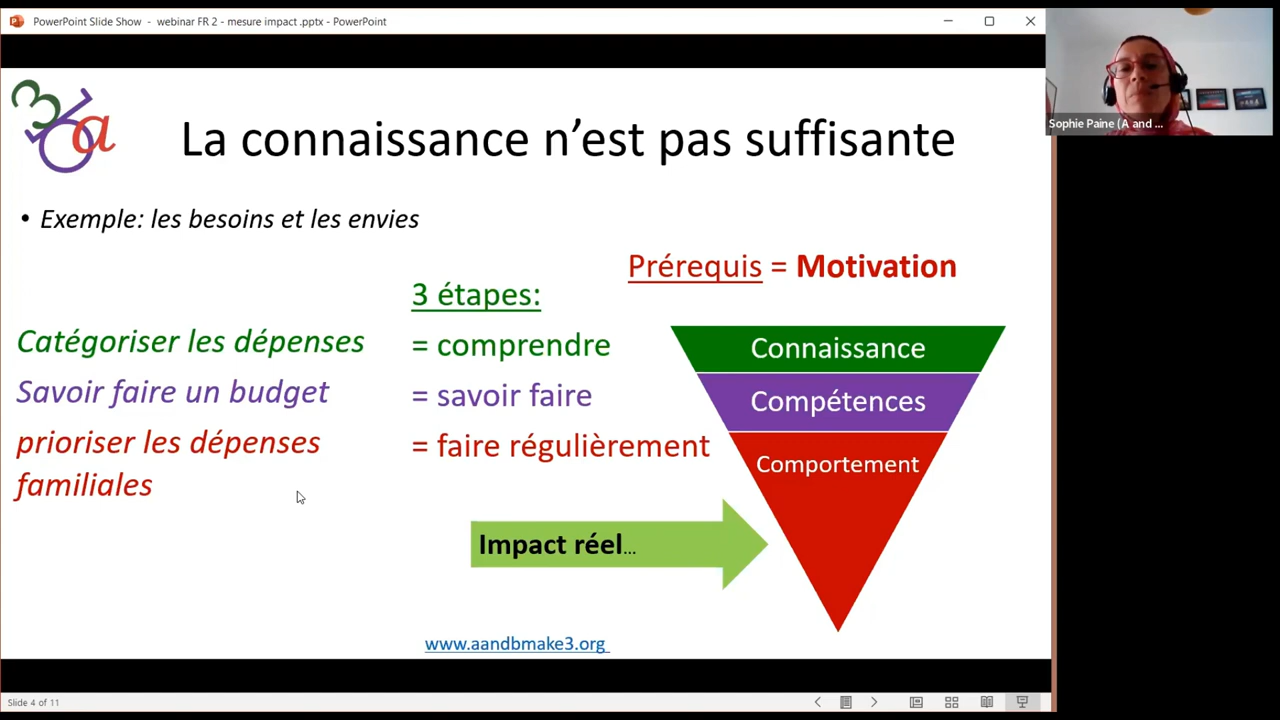 PowerPoint Slide Show - webinar FR 2 - mesure impact .pptx - PowerPoint
Sophie Paine (A and ...
36a
La connaissance n’est pas suffisante
• Exemple: les besoins et les envies
Prérequis = Motivation
3 étapes:
Catégoriser les dépenses = comprendre
Savoir faire un budget = savoir faire
prioriser les dépenses = faire régulièrement
familiales
Connaissance
Compétences
Comportement
Impact réel...
www.aandbmake3.org
Slide 4 of 11